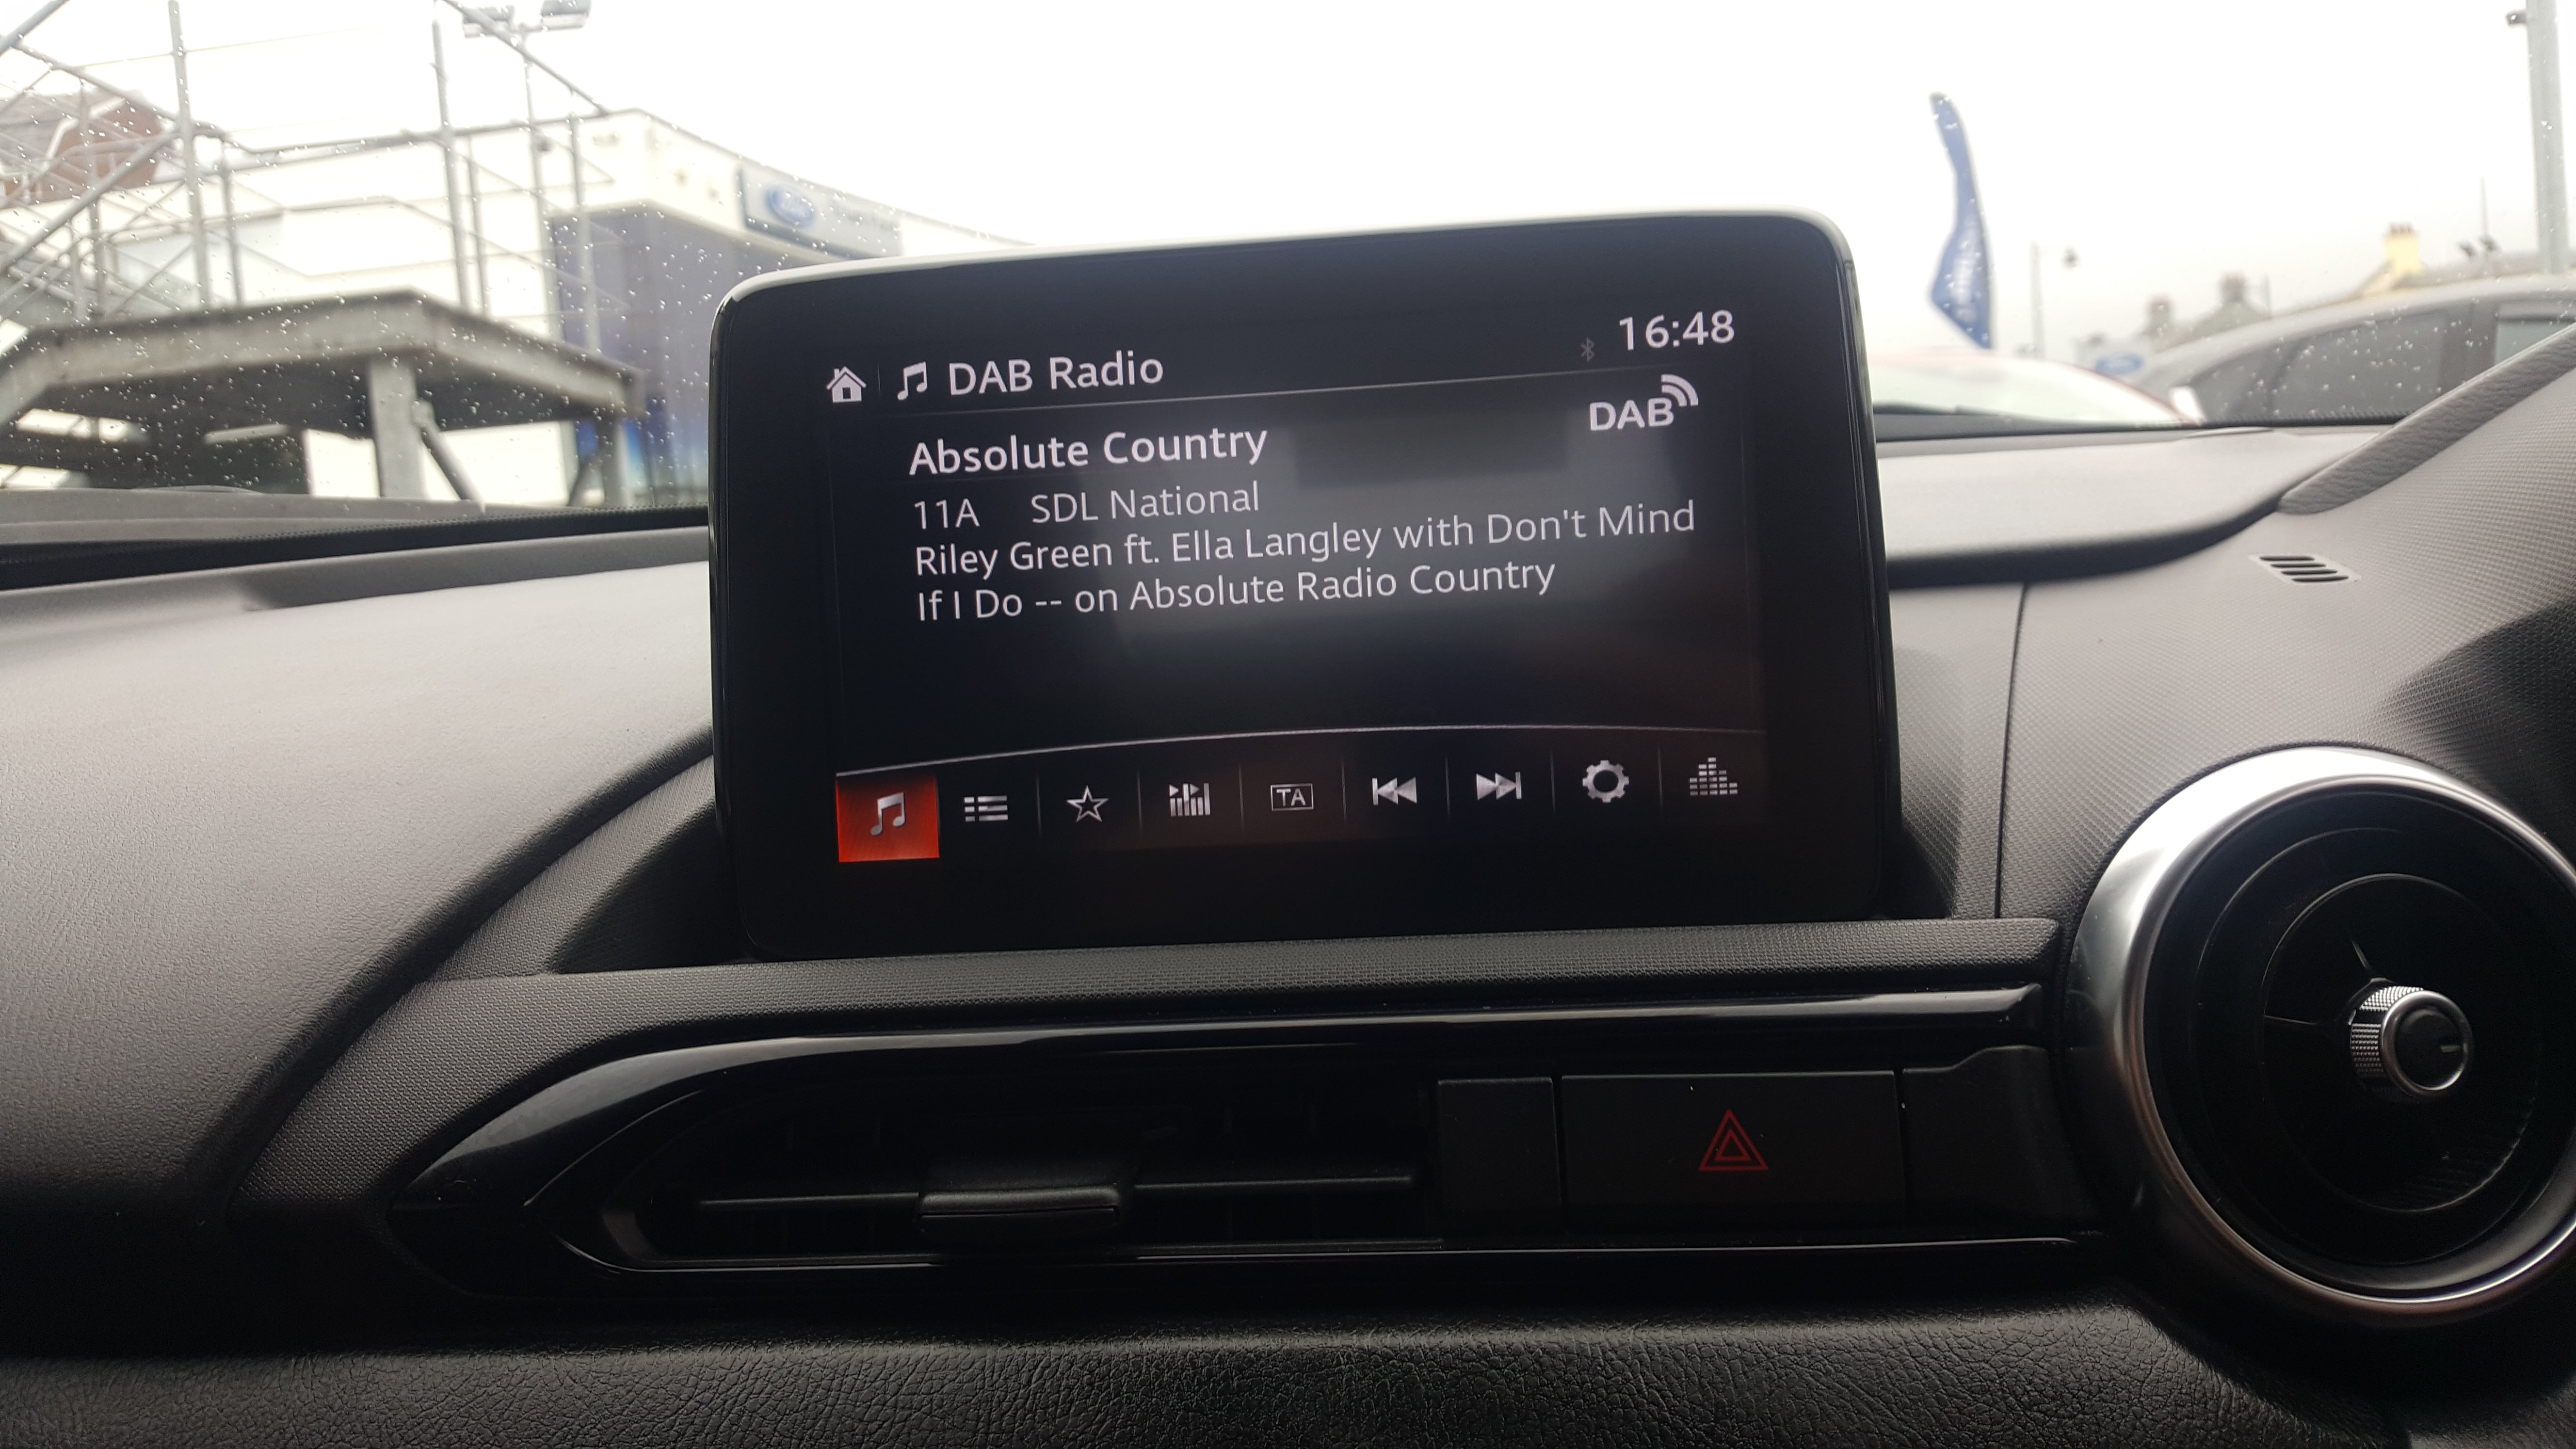 16:48
DAB Radio
DAB
Absolute Country
11A SDL National
Riley Green ft. Ella Langley with Don't Mind
If I Do -- on Absolute Radio Country
TA